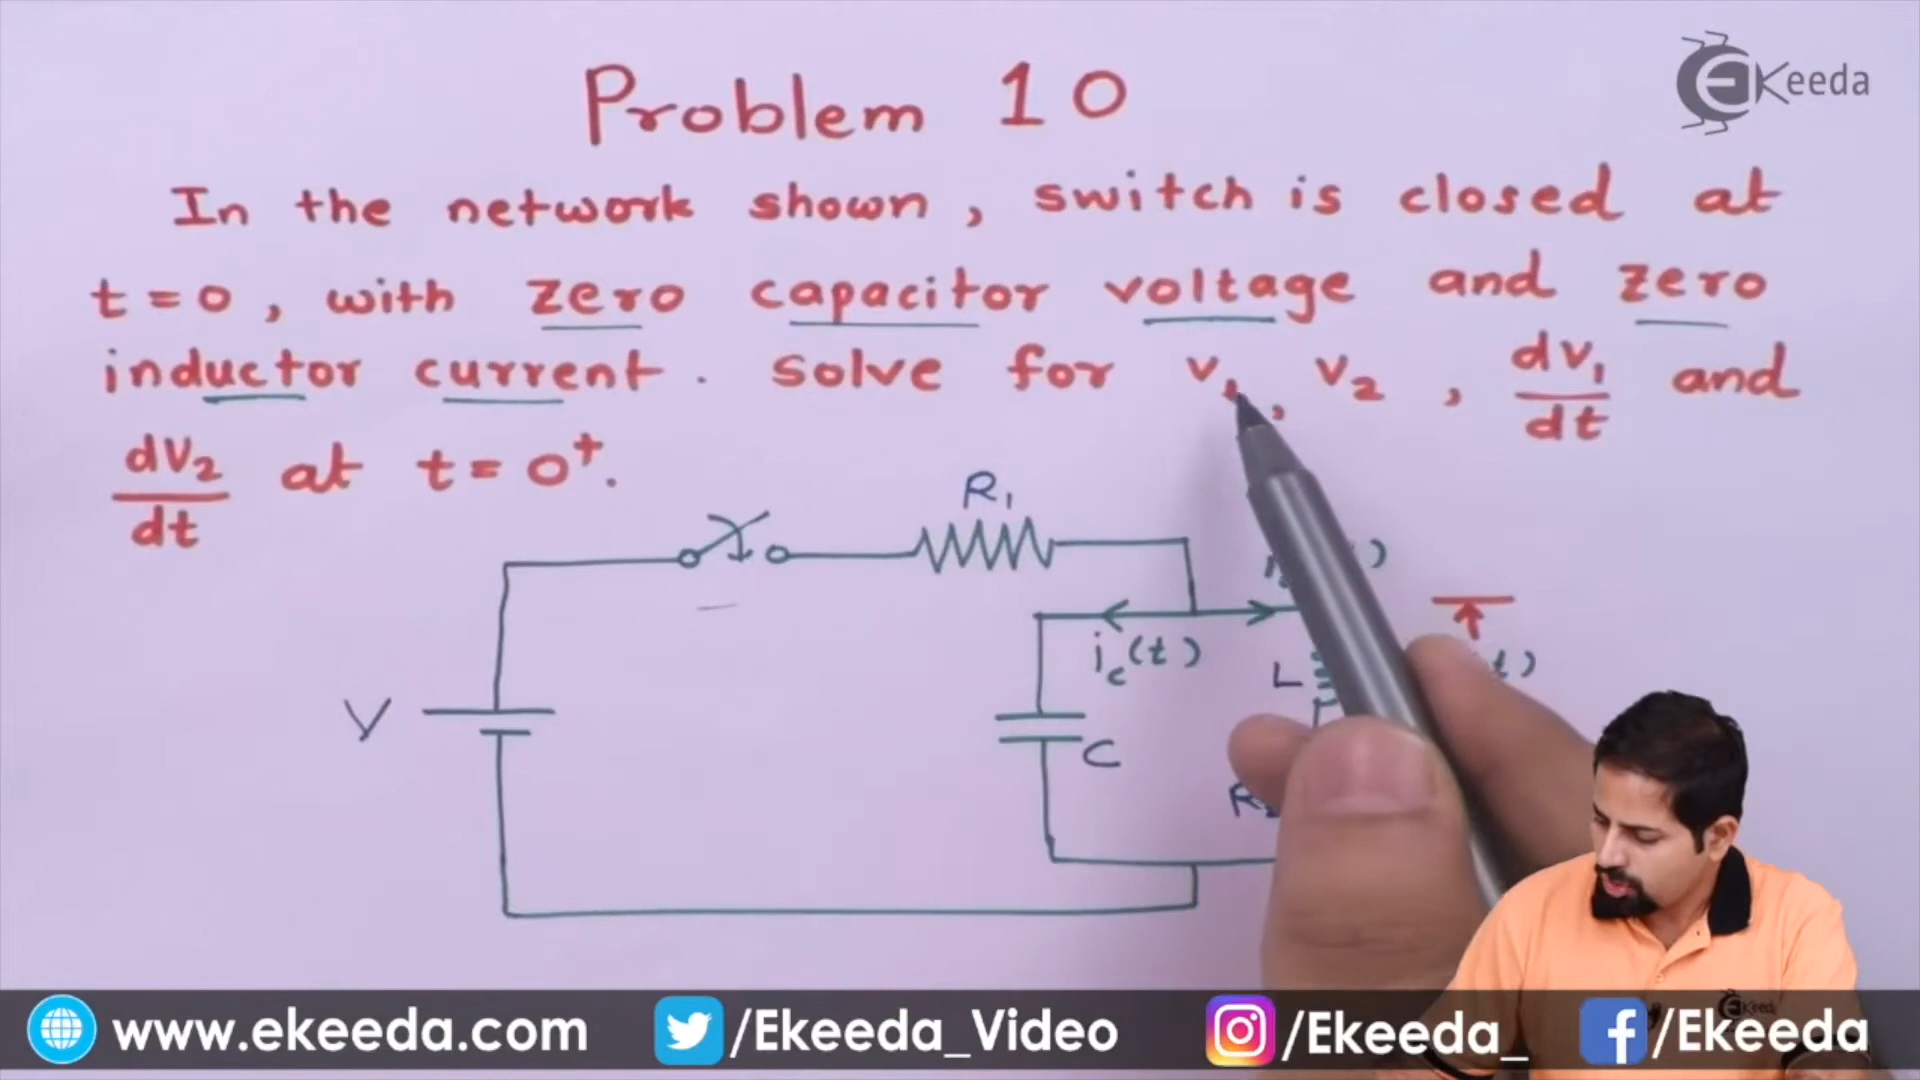 Problem 10
EKeeda
In the network shown, switch is closed at
t=0, with zero capacitor voltage and zero
inductor current. solve for v1, v2, dv1/dt and
dv2/dt at t=0+.
R1
ic(t)
L
V
C
www.ekeeda.com
/Ekeeda_Video
/Ekeeda_
/Ekeeda